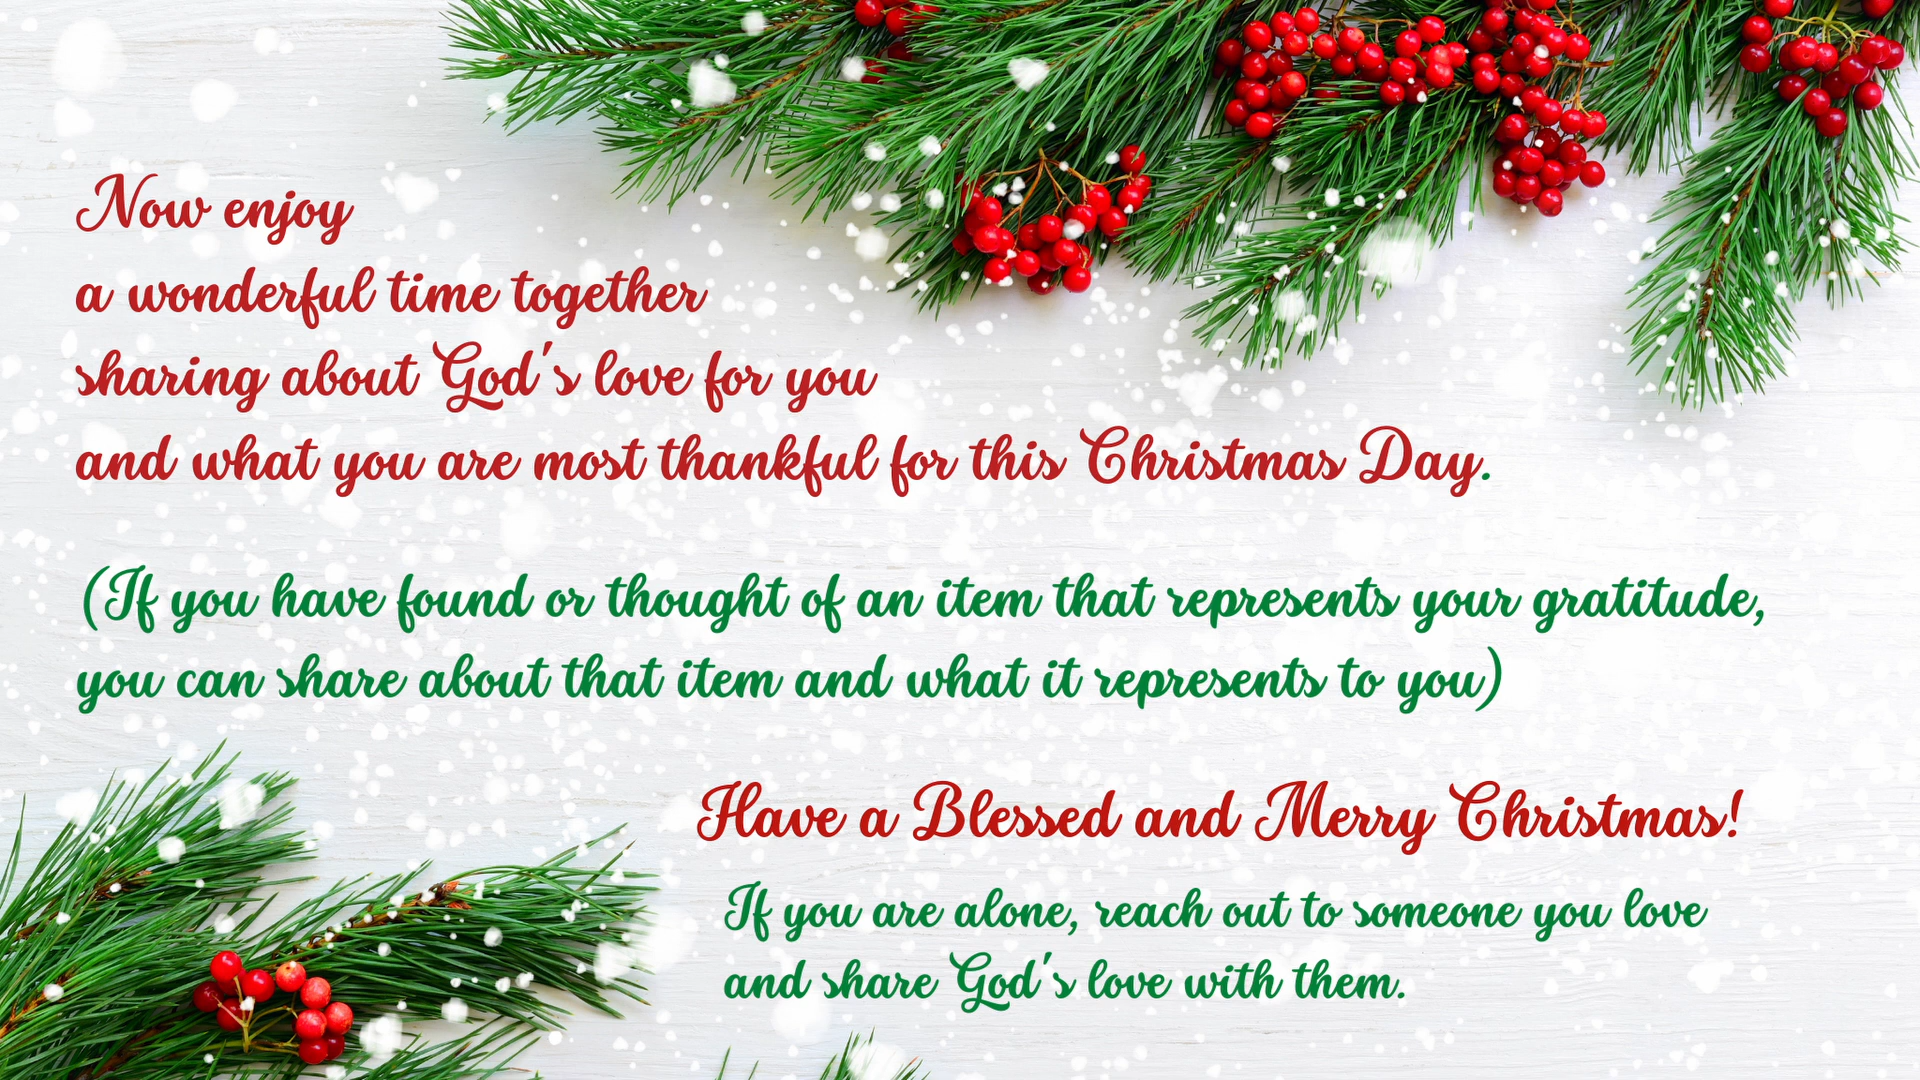 Now enjoy
a wonderful time together
sharing about God's love for you
and what you are most thankful for this Christmas Day.
(If you have found or thought of an item that represents your gratitude,
you can share about that item and what it represents to you)
Have a Blessed and Merry Christmas!
If you are alone, reach out to someone you love
and share God's love with them.